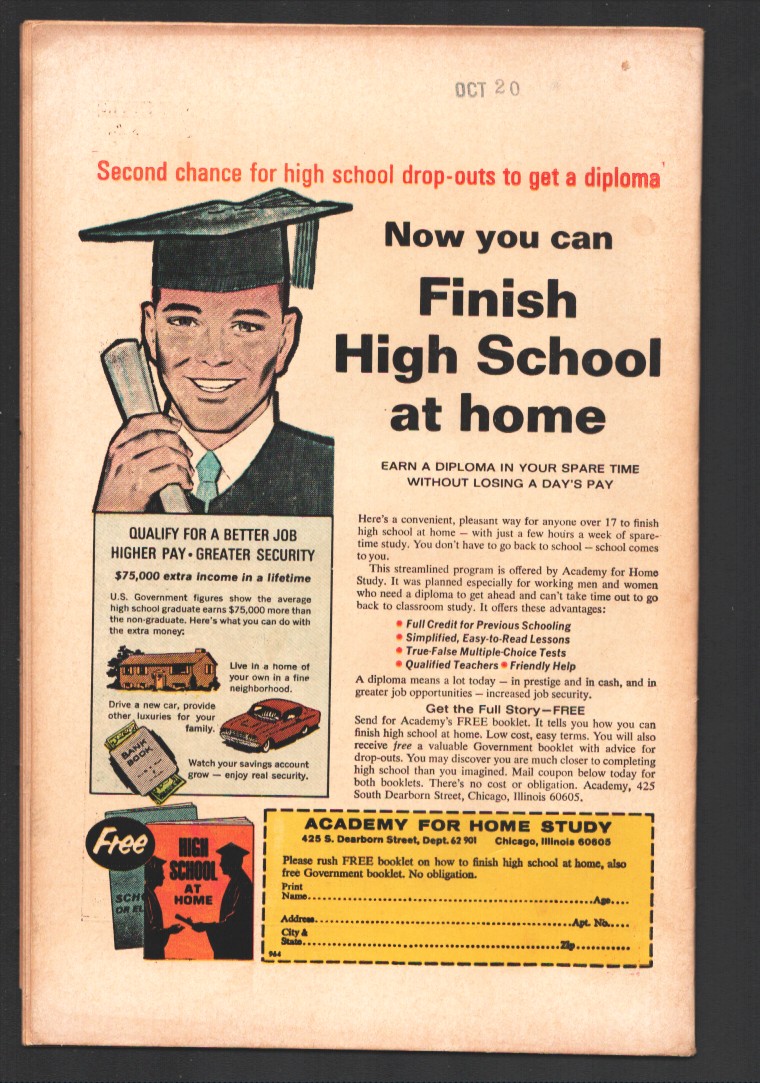 OCT 20
Second chance for high school drop-outs to get a diploma
Now you can
Finish
High School
at home
EARN A DIPLOMA IN YOUR SPARE TIME
WITHOUT LOSING A DAY'S PAY
QUALIFY FOR A BETTER JOB
HIGHER PAY • GREATER SECURITY
$75,000 extra income in a lifetime
U.S. Government figures show the average
high school graduate earns $75,000 more than
the non-graduate. Here's what you can do with
the extra money:
Live in a home of
your own in a fine
neighborhood.
Drive a new car, provide
other luxuries for your
family.
BANK
BOOK
Watch your savings account
grow — enjoy real security.
Here's a convenient, pleasant way for anyone over 17 to finish
high school at home — with just a few hours a week of spare-
time study. You don't have to go back to school — school comes
to you.
This streamlined program is offered by Academy for Home
Study. It was planned especially for working men and women
who need a diploma to get ahead and can't take time out to go
back to classroom study. It offers these advantages:
• Full Credit for Previous Schooling
• Simplified, Easy-to-Read Lessons
• True-False Multiple-Choice Tests
• Qualified Teachers • Friendly Help
A diploma means a lot today — in prestige and in cash, and in
greater job opportunities — increased job security.
Get the Full Story—FREE
Send for Academy's FREE booklet. It tells you how you can
finish high school at home. Low cost, easy terms. You will also
receive free a valuable Government booklet with advice for
drop-outs. You may discover you are much closer to completing
high school than you imagined. Mail coupon below today for
both booklets. There's no cost or obligation. Academy, 425
South Dearborn Street, Chicago, Illinois 60605.
Free
HIGH
SCHOOL
AT
HOME
SCH
OR EL
ACADEMY FOR HOME STUDY
425 S. Dearborn Street, Dept. 62 901 Chicago, Illinois 60605
Please rush FREE booklet on how to finish high school at home, also
free Government booklet. No obligation.
Print
Name Age
Address Apt. No.
City &
State Zip
964